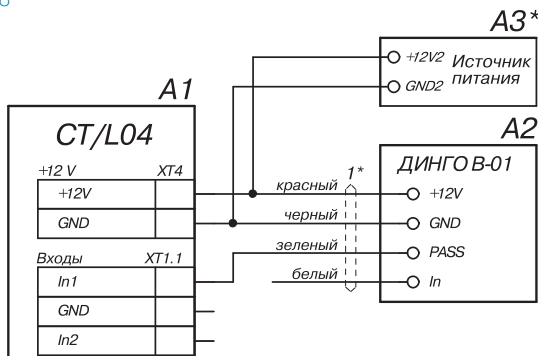 A3*
+12V2
Источник
питания
GND2
A1
A2
CT/L04
ДИНГО B-01
+12 V
XT4
1*
+12V
красный
+12V
GND
черный
GND
Входы
XT1.1
зеленый
PASS
In1
белый
In
GND
In2